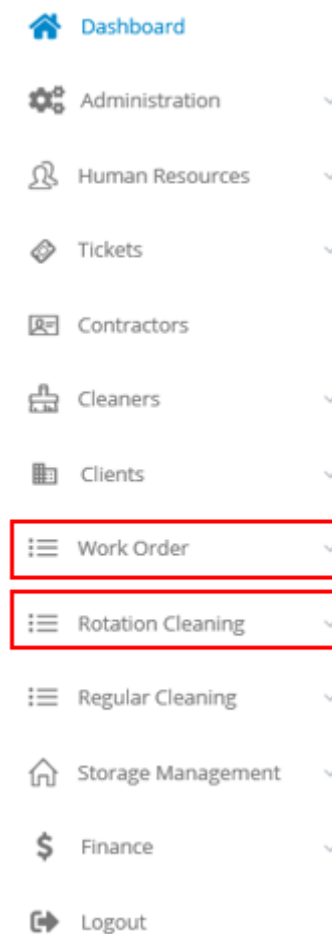 Dashboard
Administration
Human Resources
Tickets
Contractors
Cleaners
Clients
Work Order
Rotation Cleaning
Regular Cleaning
Storage Management
Finance
Logout